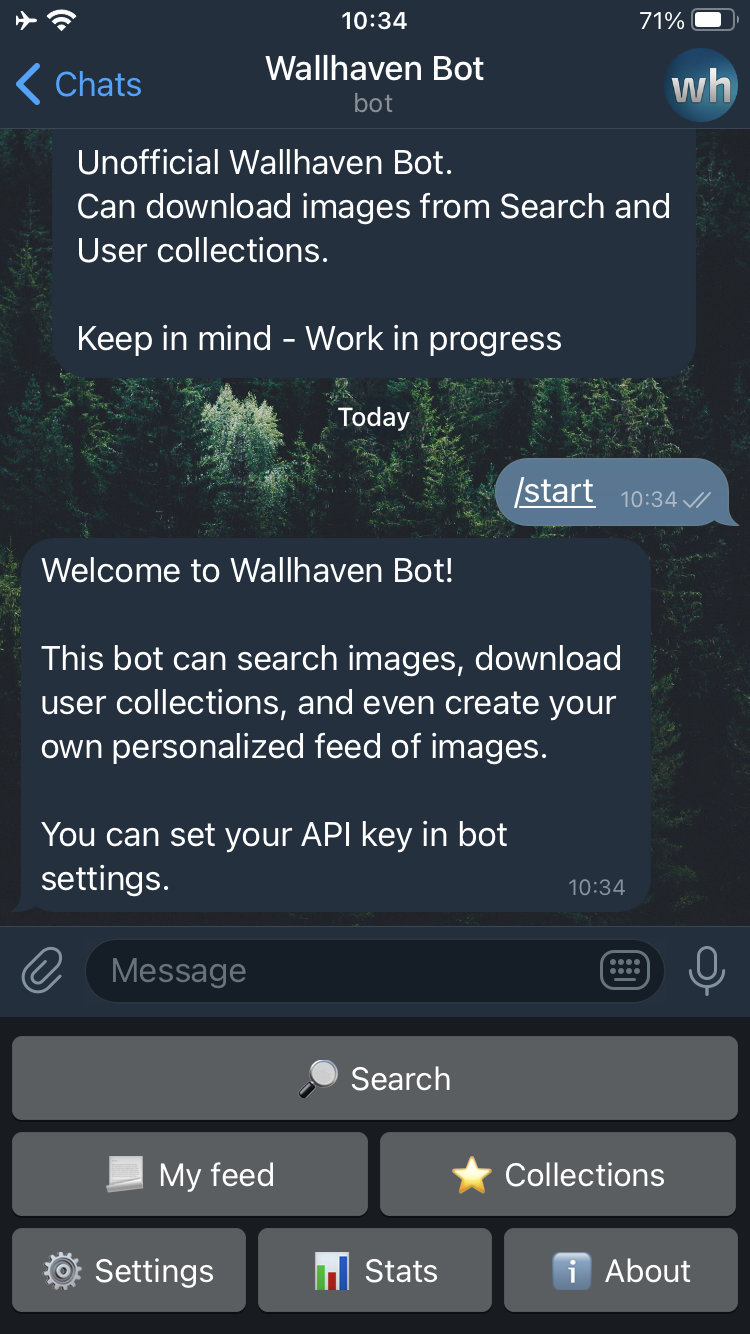 10:34
71%
Chats
Wallhaven Bot
bot
wh
Unofficial Wallhaven Bot.
Can download images from Search and
User collections.
Keep in mind - Work in progress
Today
/start 10:34
Welcome to Wallhaven Bot!
This bot can search images, download
user collections, and even create your
own personalized feed of images.
You can set your API key in bot
settings.
10:34
Message
Search
My feed
Collections
Settings
Stats
About